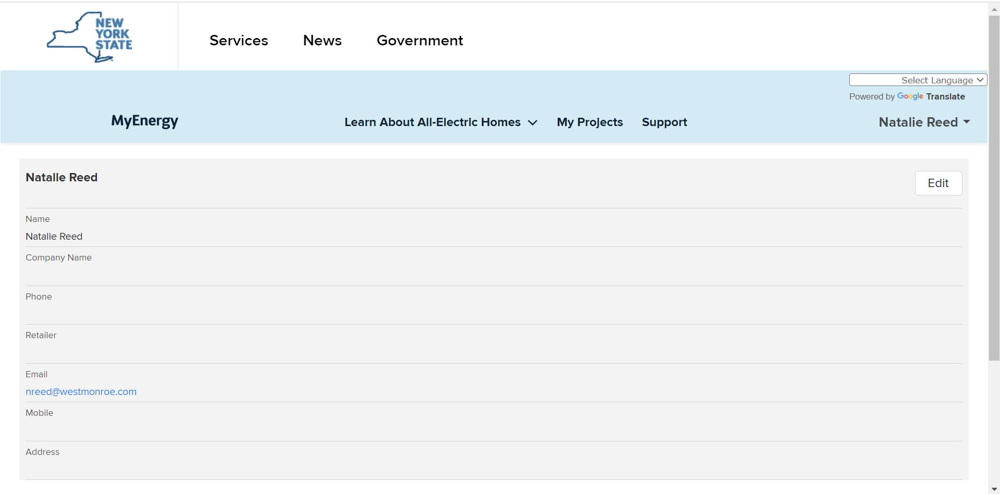 NEW
YORK
STATE
Services News Government
Select Language
Powered by Google Translate
MyEnergy Learn About All-Electric Homes My Projects Support Natalie Reed
Natalie Reed
Edit
Name
Natalie Reed
Company Name
Phone
Retailer
Email
nreed@westmonroe.com
Mobile
Address